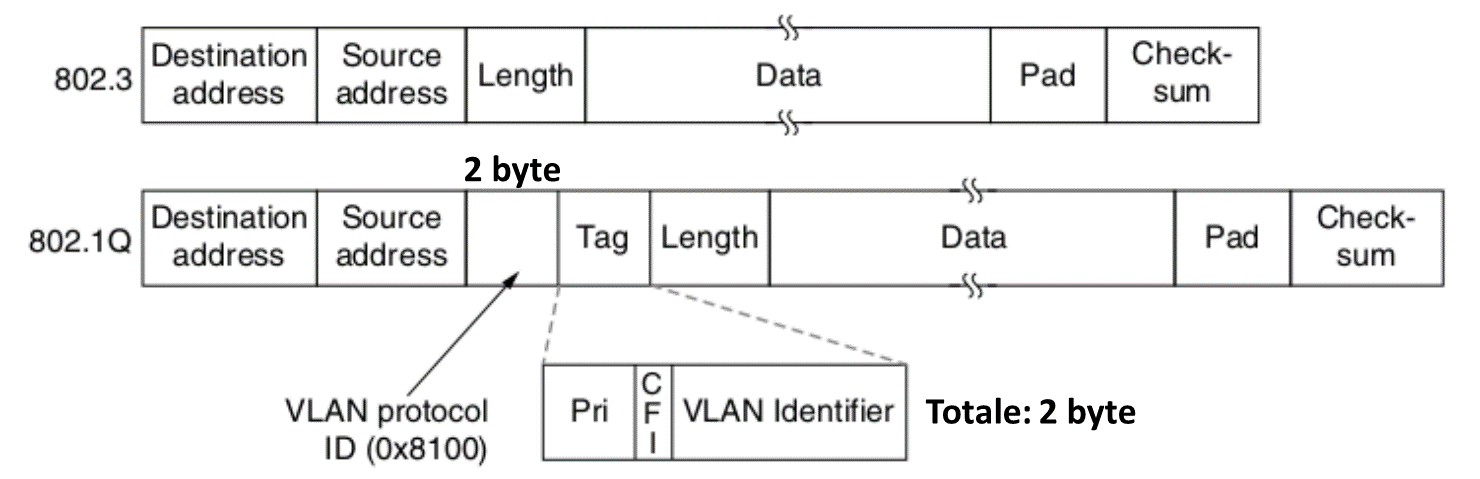 802.3
Destination
address
Source
address
Length
Data
Pad
Check-
sum
2 byte
802.1Q
Destination
address
Source
address
Tag
Length
Data
Pad
Check-
sum
VLAN protocol
ID (0x8100)
Pri
C
F
I
VLAN Identifier
Totale: 2 byte